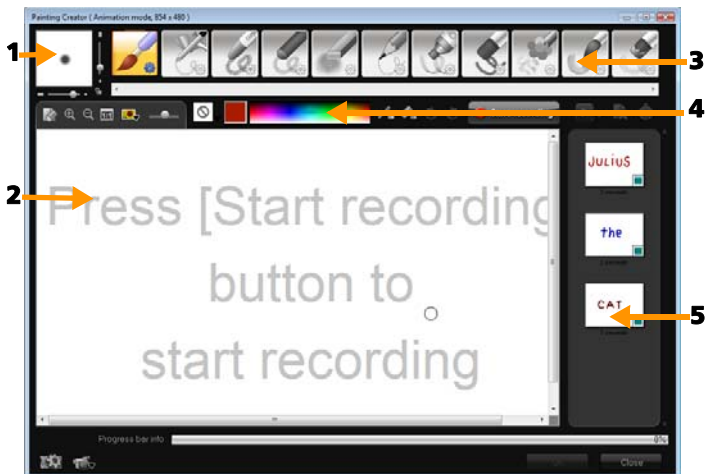 Painting Creator ( Animation mode, 854 x 480 )
1
3
4
2
Press [Start recording
button to
start recording
JULIUS
the
CAT
5
Progress bar info
0%
Close